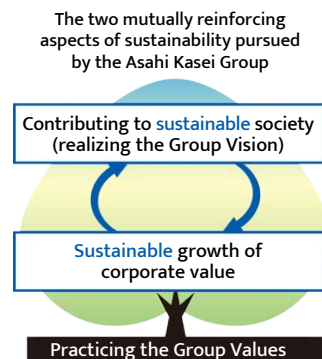 The two mutually reinforcing
aspects of sustainability pursued
by the Asahi Kasei Group
Contributing to sustainable society
(realizing the Group Vision)
Sustainable growth of
corporate value
Practicing the Group Values